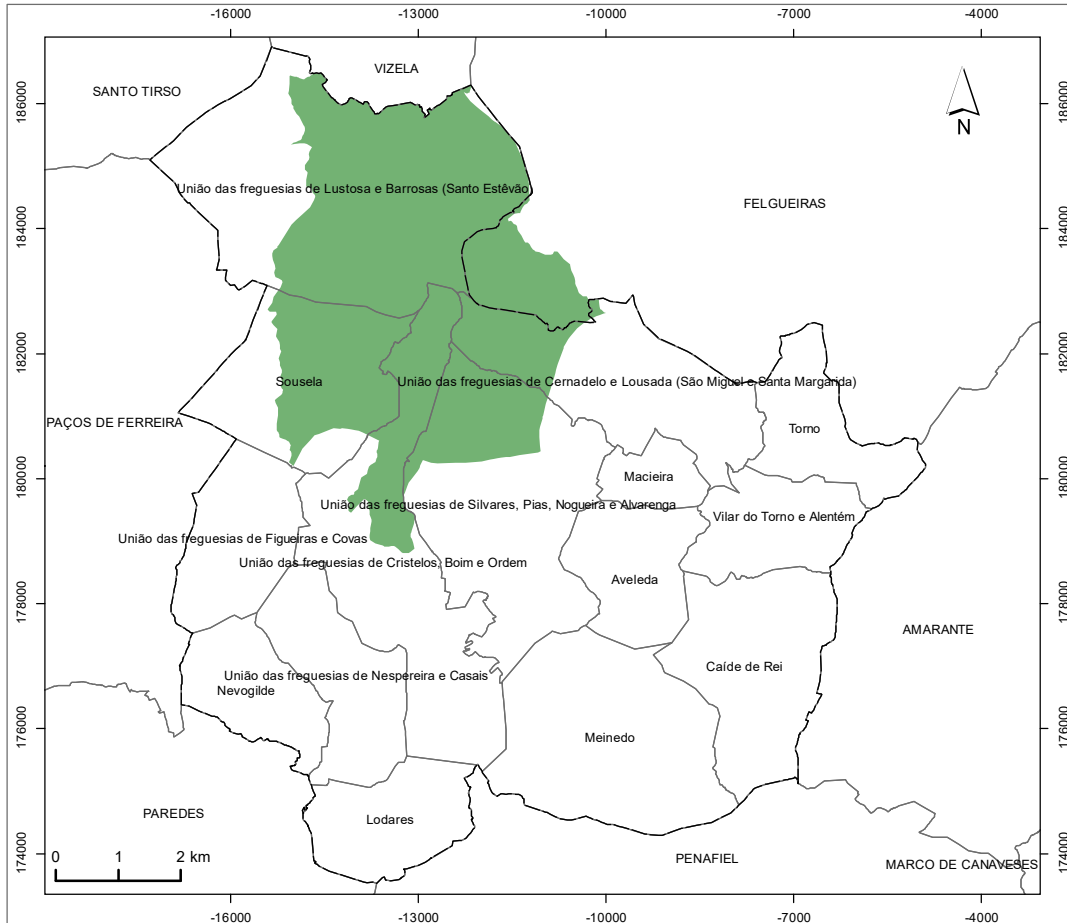 -16000
-13000
-10000
-7000
-4000
VIZELA
SANTO TIRSO
186000
186000
N
União das freguesias de Lustosa e Barrosas (Santo Estêvão
FELGUEIRAS
184000
184000
182000
182000
Sousela
União das freguesias de Cernadelo e Lousada (São Miguel e Santa Margarida)
PAÇOS DE FERREIRA
Torno
180000
180000
Macieira
União das freguesias de Silvares, Pias, Nogueira e Alvarenga
Vilar do Torno e Alentém
União das freguesias de Figueiras e Covas
União das freguesias de Cristelos, Boim e Ordem
Aveleda
178000
178000
AMARANTE
Caíde de Rei
União das freguesias de Nespereira e Casais
Nevogilde
176000
176000
Meinedo
PAREDES
Lodares
174000
174000
0 1 2 km
PENAFIEL
MARCO DE CANAVESES
-16000
-13000
-10000
-7000
-4000